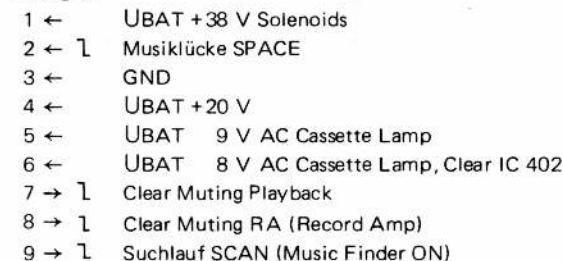 1 ← UBAT +38 V Solenoids
2 ← ㄱ Musiklücke SPACE
3 ← GND
4 ← UBAT +20 V
5 ← UBAT 9 V AC Cassette Lamp
6 ← UBAT 8 V AC Cassette Lamp, Clear IC 402
7 → ㄱ Clear Muting Playback
8 → ㄱ Clear Muting RA (Record Amp)
9 → ㄱ Suchlauf SCAN (Music Finder ON)